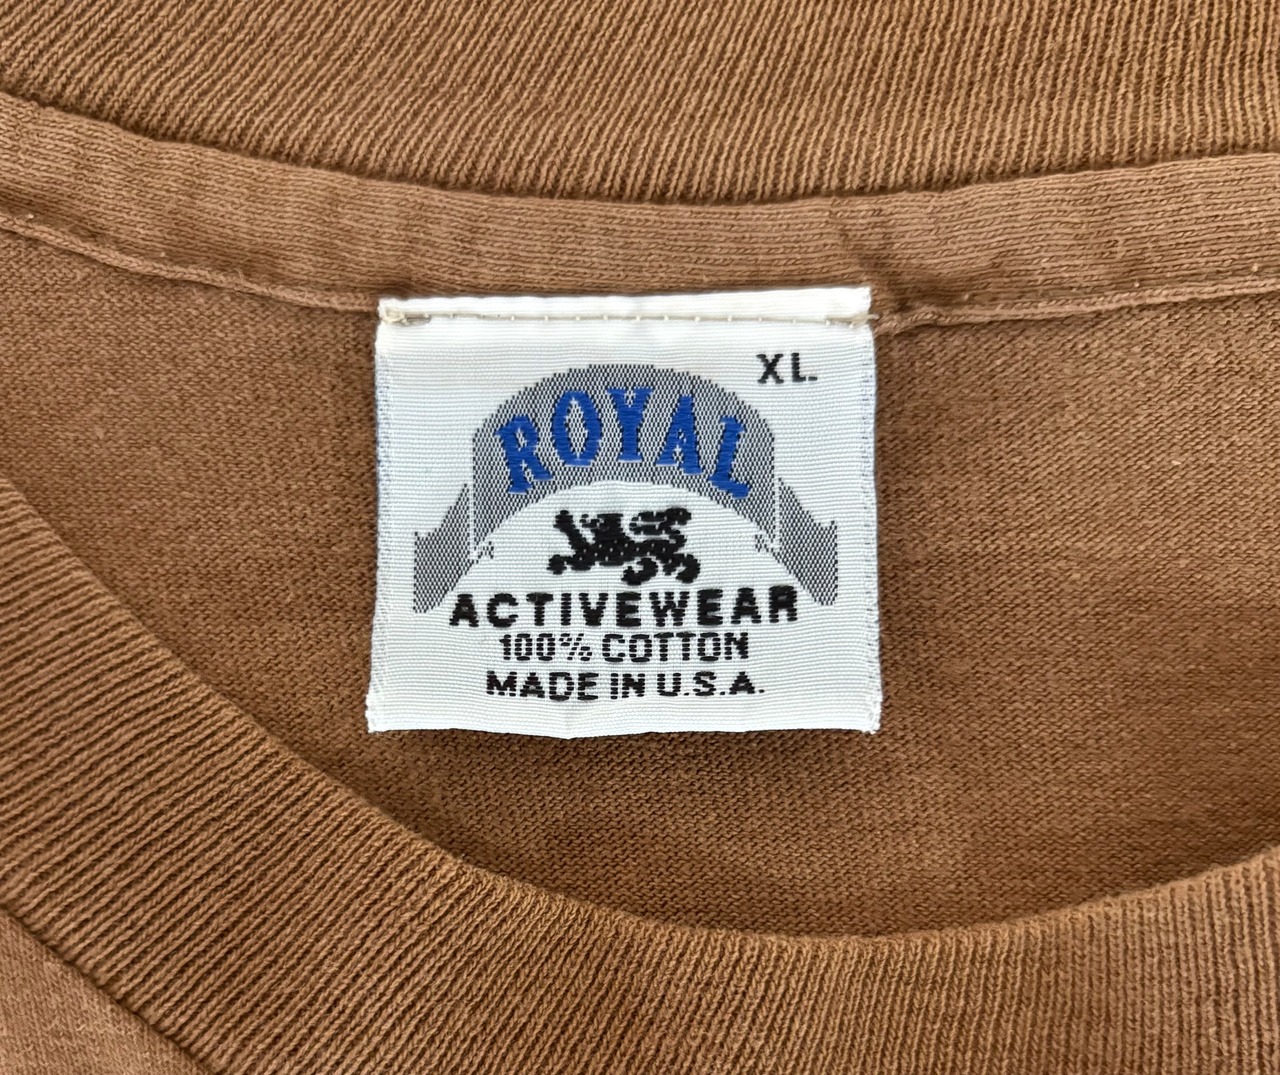 XL.
ROYAL
ACTIVEWEAR
100% COTTON
MADE IN U.S.A.